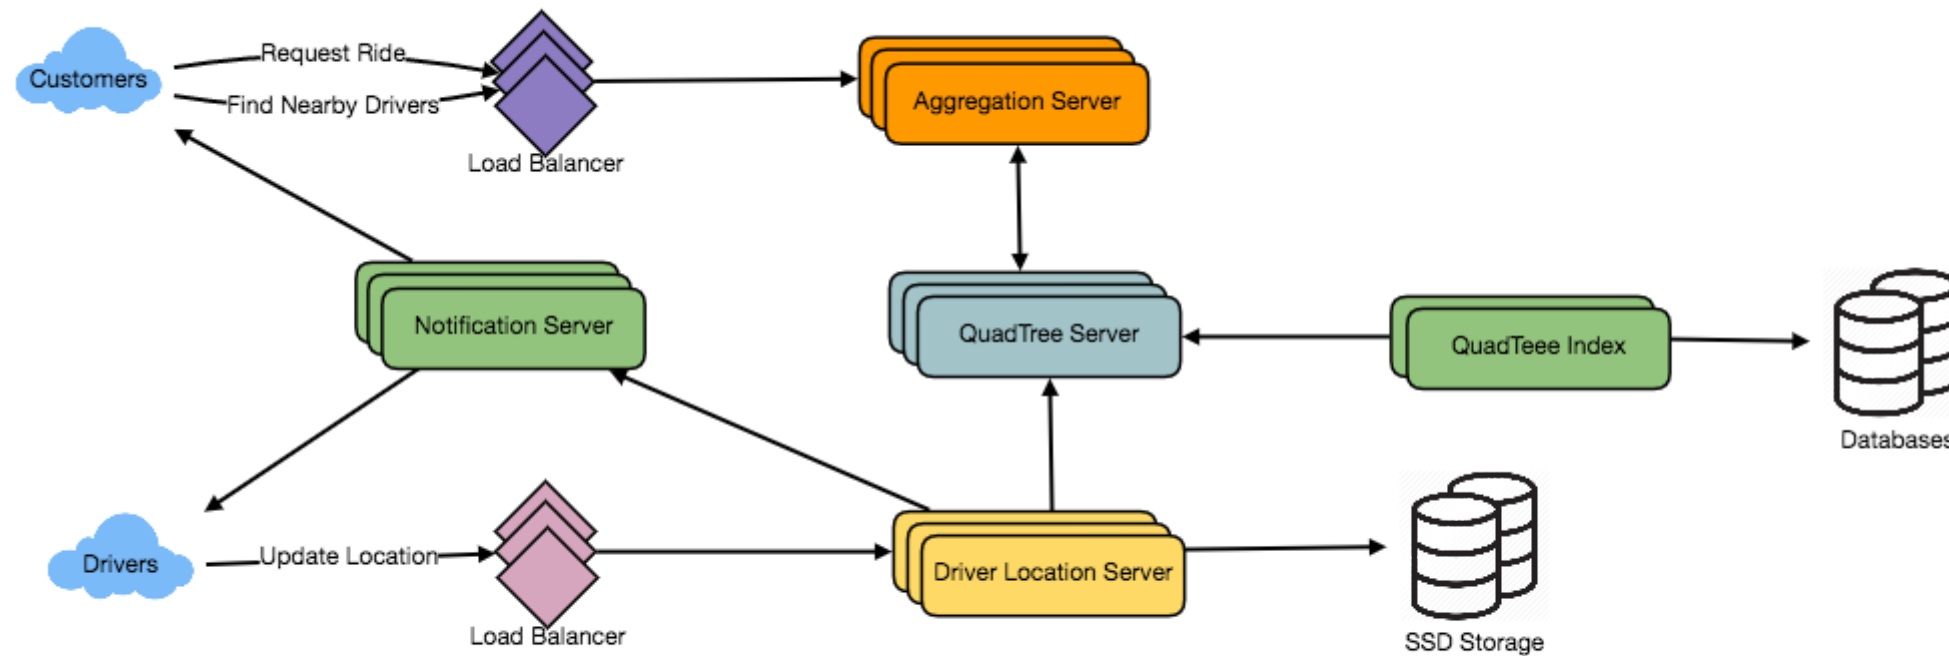 Customers
Request Ride
Find Nearby Drivers
Load Balancer
Aggregation Server
Notification Server
QuadTree Server
QuadTeee Index
Databases
Drivers
Update Location
Load Balancer
Driver Location Server
SSD Storage